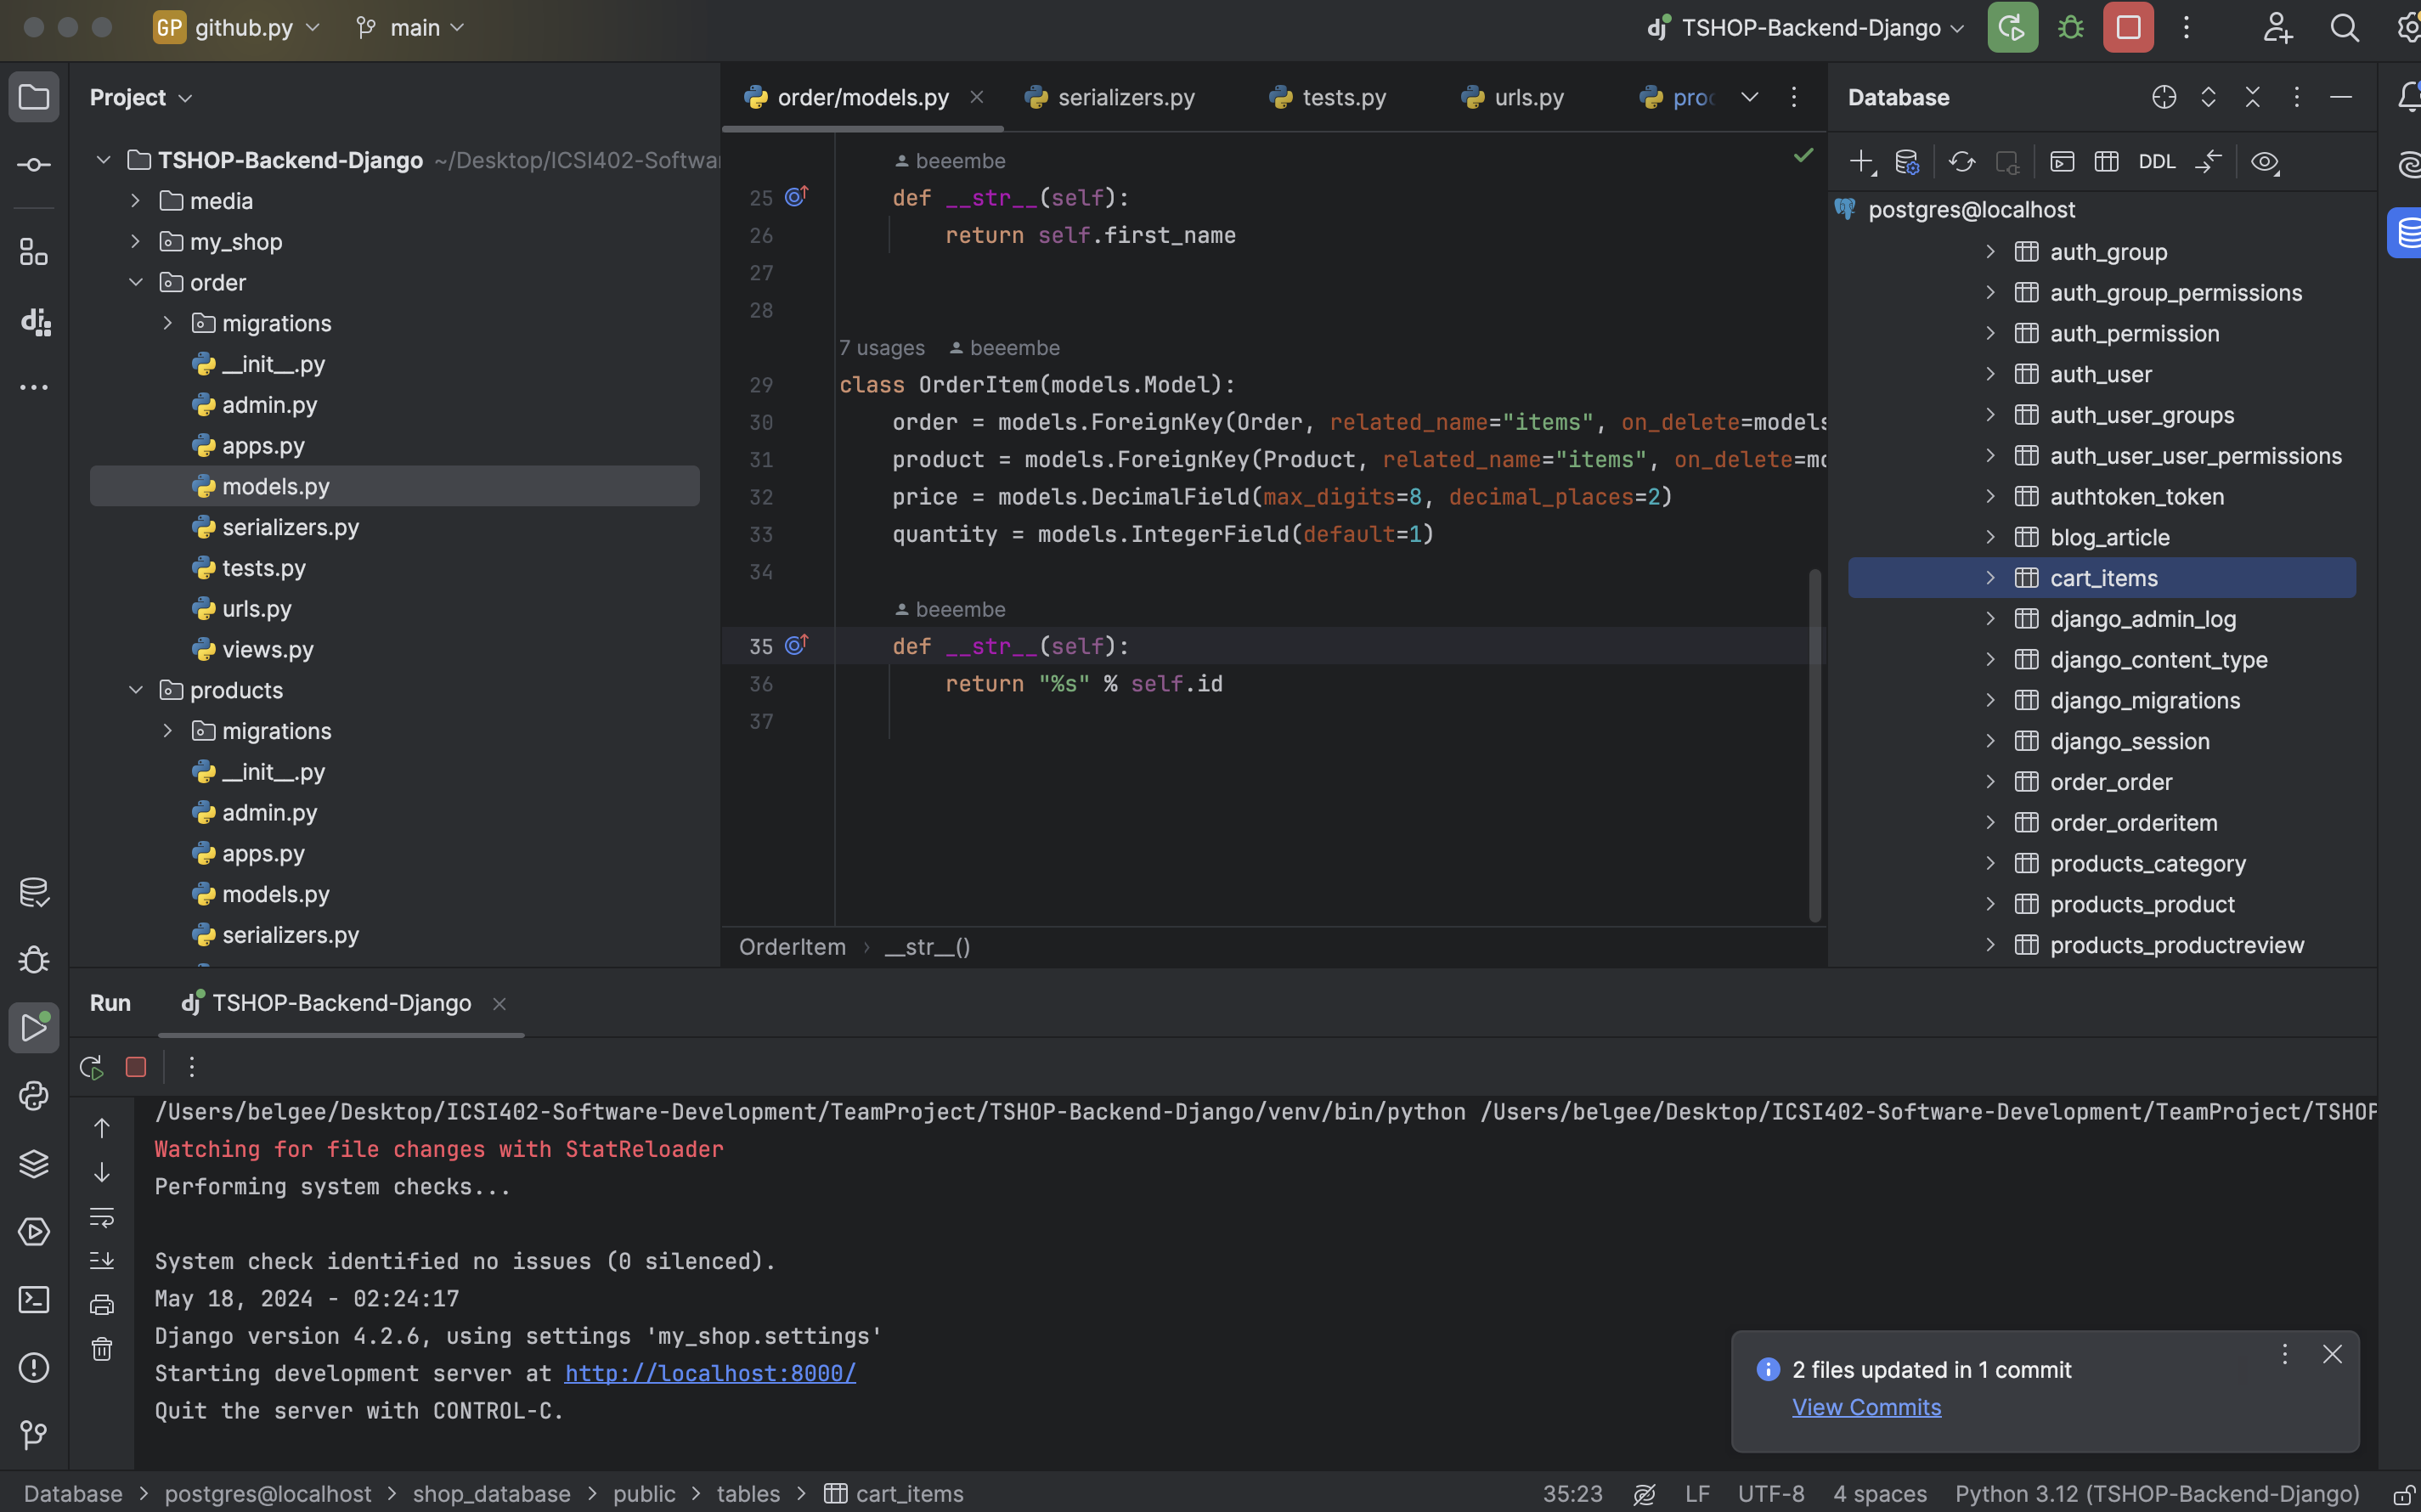 GP github.py main
dj TSHOP-Backend-Django
Project
TSHOP-Backend-Django ~/Desktop/ICSI402-Softwar
media
my_shop
order
migrations
__init__.py
admin.py
apps.py
models.py
serializers.py
tests.py
urls.py
views.py
products
migrations
__init__.py
admin.py
apps.py
models.py
serializers.py
order/models.py serializers.py tests.py urls.py proc
beeembe
25 def __str__(self):
26 return self.first_name
27
28
7 usages beeembe
29 class OrderItem(models.Model):
30 order = models.ForeignKey(Order, related_name="items", on_delete=models
31 product = models.ForeignKey(Product, related_name="items", on_delete=mo
32 price = models.DecimalField(max_digits=8, decimal_places=2)
33 quantity = models.IntegerField(default=1)
34
beeembe
35 def __str__(self):
36 return "%s" % self.id
37
OrderItem › __str__()
Database
DDL
postgres@localhost
auth_group
auth_group_permissions
auth_permission
auth_user
auth_user_groups
auth_user_user_permissions
authtoken_token
blog_article
cart_items
django_admin_log
django_content_type
django_migrations
django_session
order_order
order_orderitem
products_category
products_product
products_productreview
Run dj TSHOP-Backend-Django
/Users/belgee/Desktop/ICSI402-Software-Development/TeamProject/TSHOP-Backend-Django/venv/bin/python /Users/belgee/Desktop/ICSI402-Software-Development/TeamProject/TSHOP
Watching for file changes with StatReloader
Performing system checks...
System check identified no issues (0 silenced).
May 18, 2024 - 02:24:17
Django version 4.2.6, using settings 'my_shop.settings'
Starting development server at http://localhost:8000/
Quit the server with CONTROL-C.
2 files updated in 1 commit
View Commits
Database › postgres@localhost › shop_database › public › tables › cart_items
35:23 LF UTF-8 4 spaces Python 3.12 (TSHOP-Backend-Django)